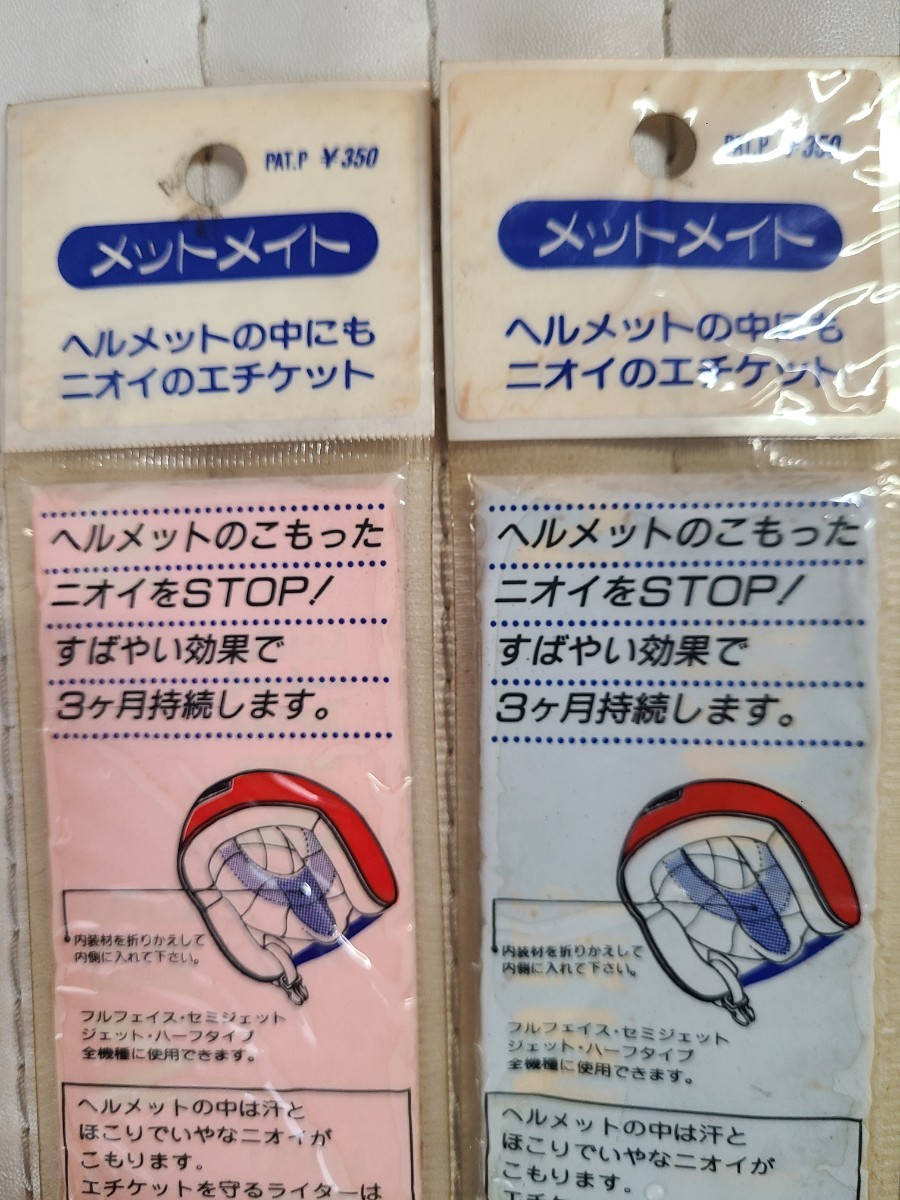 PAT.P ¥350
メットメイト
ヘルメットの中にも
ニオイのエチケット
ヘルメットのこもった
ニオイをSTOP!
すばやい効果で
3ヶ月持続します。
内装材を折りかえして
内側に入れて下さい。
フルフェイス・セミジェット
ジェット・ハーフタイプ
全機種に使用できます。
ヘルメットの中は汗と
ほこりでいやなニオイが
こもります。
エチケットを守るライダーは
PAT.P ¥350
メットメイト
ヘルメットの中にも
ニオイのエチケット
ヘルメットのこもった
ニオイをSTOP!
すばやい効果で
3ヶ月持続します。
内装材を折りかえして
内側に入れて下さい。
フルフェイス・セミジェット
ジェット・ハーフタイプ
全機種に使用できます。
ヘルメットの中は汗と
ほこりでいやなニオイが
こもります。
エチケット